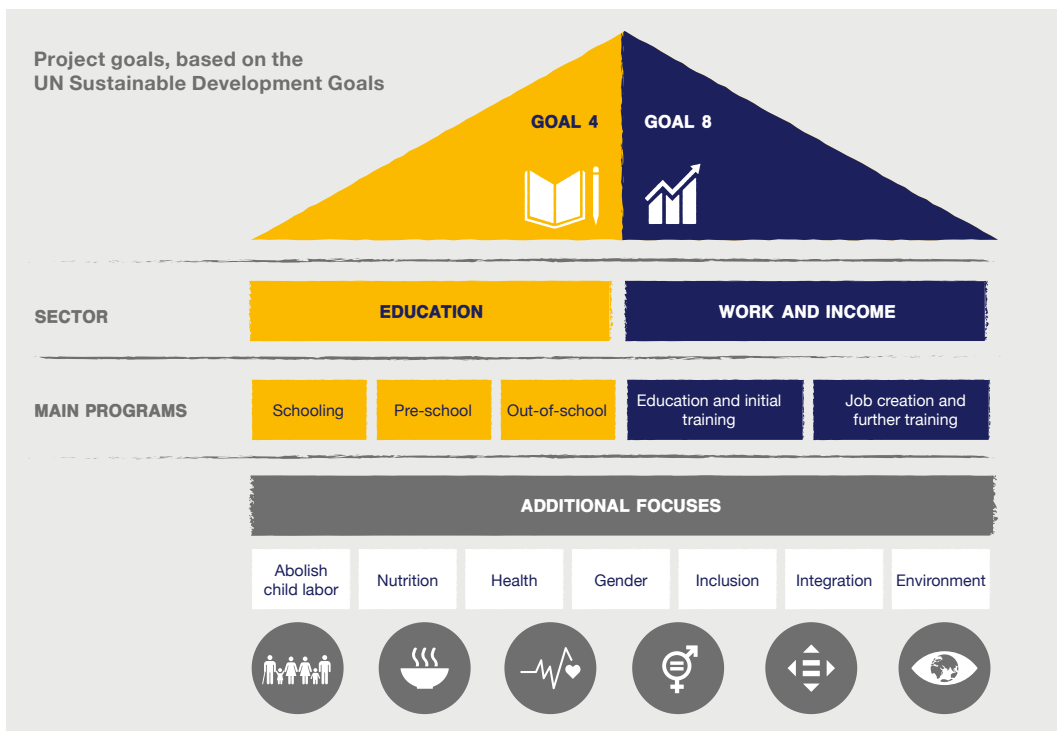 Project goals, based on the
UN Sustainable Development Goals
GOAL 4
GOAL 8
SECTOR
EDUCATION
WORK AND INCOME
MAIN PROGRAMS
Schooling
Pre-school
Out-of-school
Education and initial
training
Job creation and
further training
ADDITIONAL FOCUSES
Abolish
child labor
Nutrition
Health
Gender
Inclusion
Integration
Environment